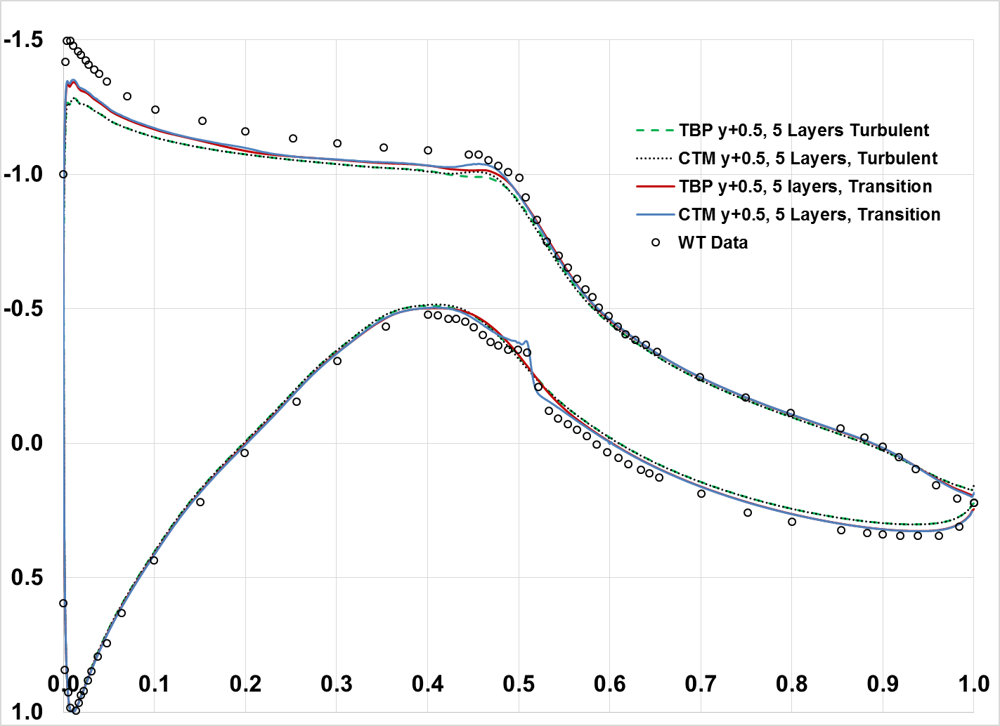 -1.5
-1.0
-0.5
0.0
0.5
1.0
0.0 0.1 0.2 0.3 0.4 0.5 0.6 0.7 0.8 0.9 1.0
TBP y+0.5, 5 Layers Turbulent
CTM y+0.5, 5 Layers, Turbulent
TBP y+0.5, 5 layers, Transition
CTM y+0.5, 5 Layers, Transition
WT Data